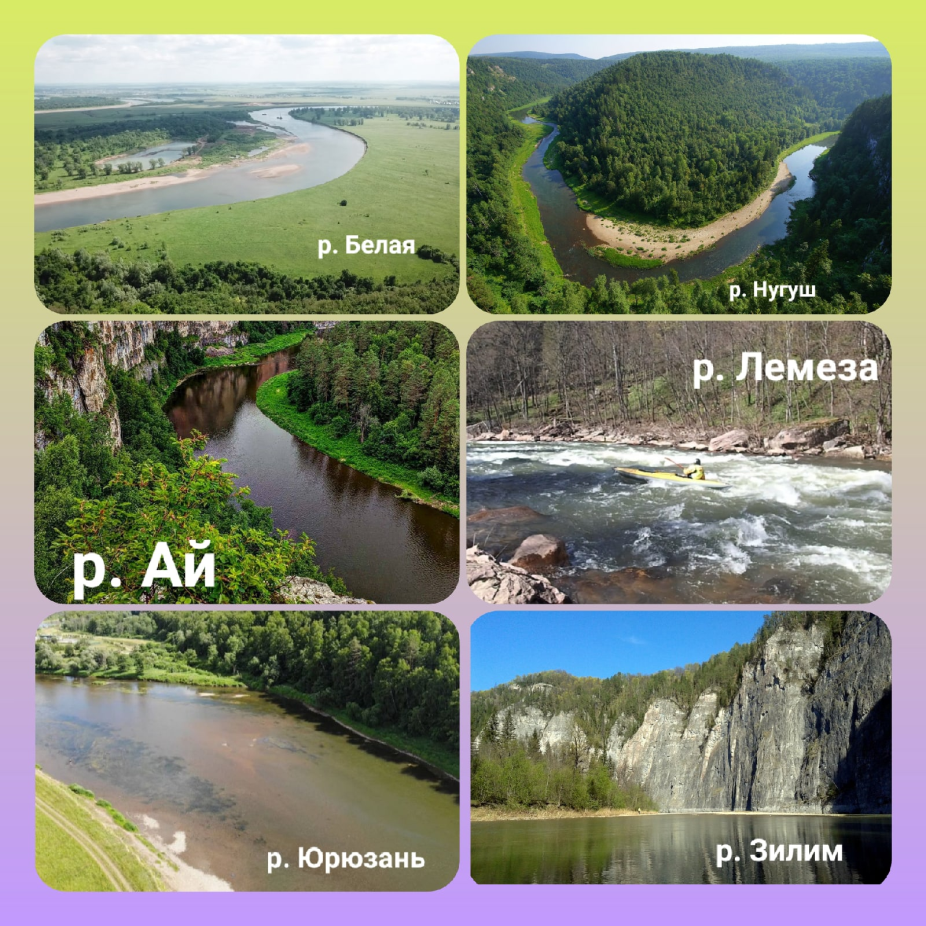 р. Белая
р. Нугуш
р. Ай
р. Лемеза
р. Юрюзань
р. Зилим